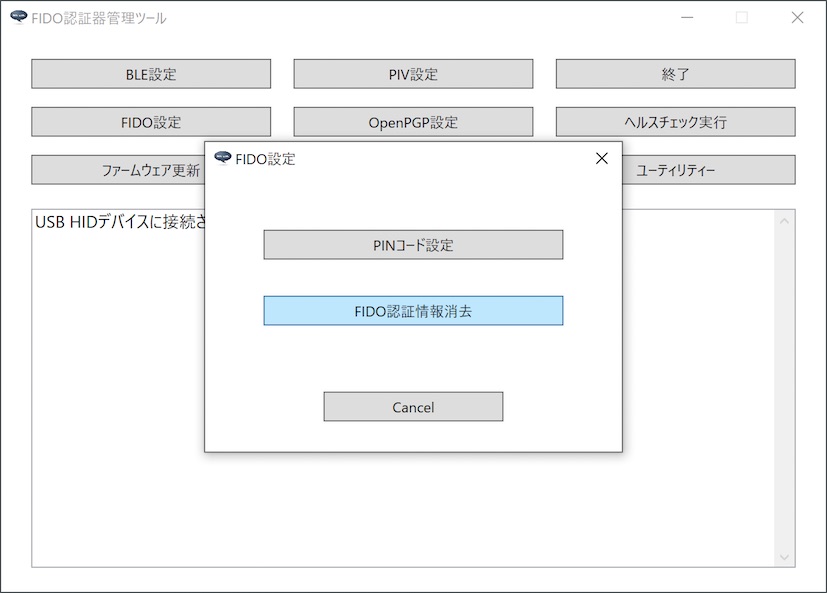 FIDO認証器管理ツール
BLE設定
PIV設定
終了
FIDO設定
OpenPGP設定
ヘルスチェック実行
ファームウェア更新
ユーティリティー
USB HIDデバイスに接続さ
FIDO設定
PINコード設定
FIDO認証情報消去
Cancel